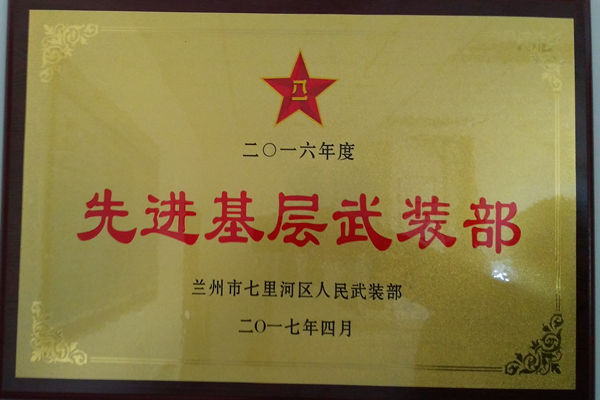 八一
二〇一六年度
先进基层武装部
兰州市七里河区人民武装部
二〇一七年四月